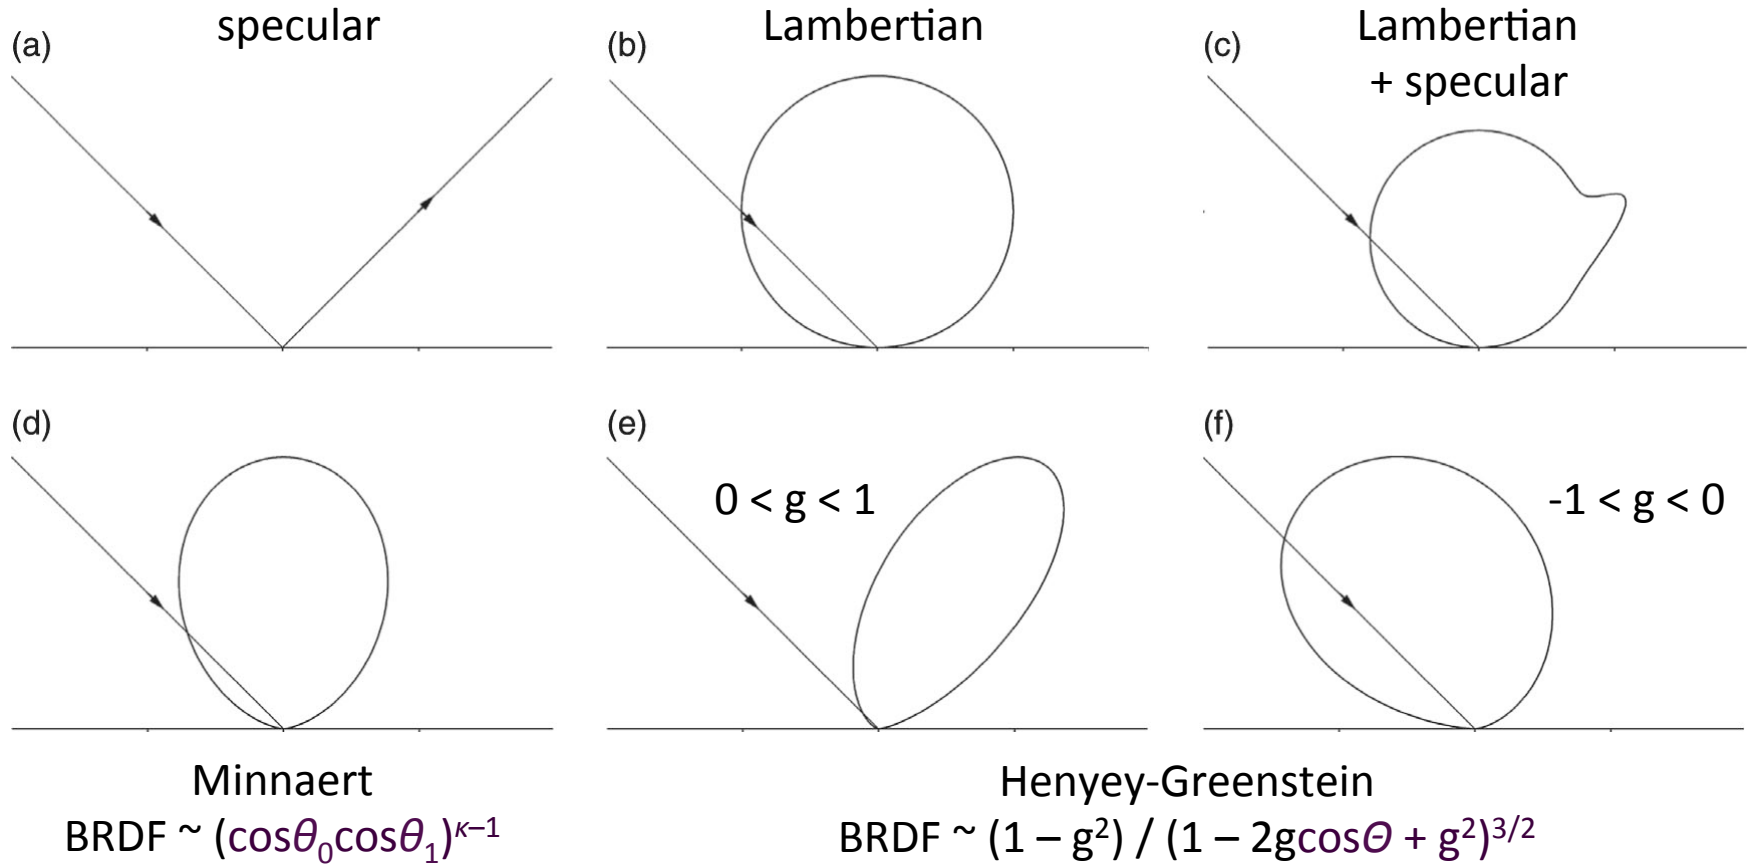 (a) specular
(b) Lambertian
(c) Lambertian
+ specular
(d)
(e) 0 < g < 1
(f) -1 < g < 0
Minnaert
BRDF ~ (cosθ₀cosθ₁)^κ–1
Henyey-Greenstein
BRDF ~ (1 – g²) / (1 – 2gcosΘ + g²)^3/2